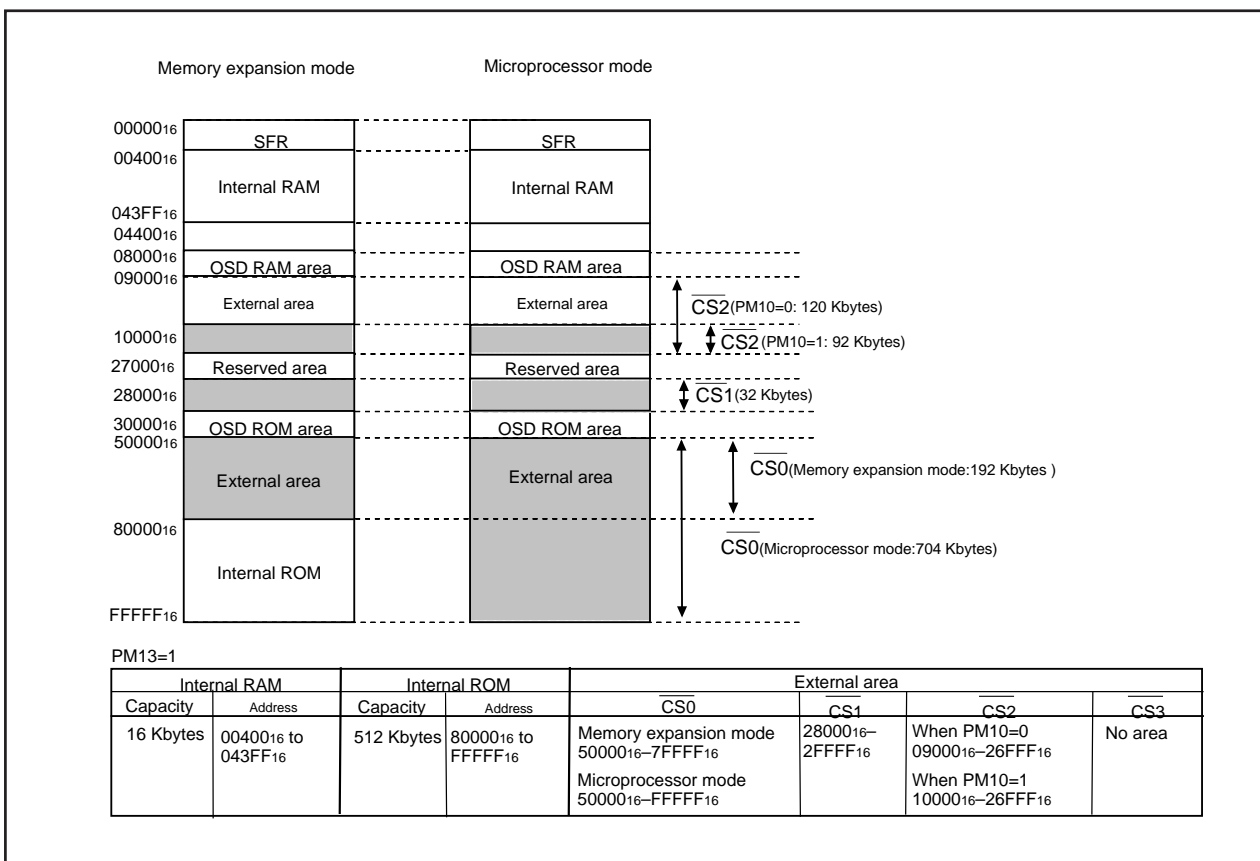 Memory expansion mode
Microprocessor mode
0000016
SFR
SFR
0040016
Internal RAM
Internal RAM
043FF16
0440016
0800016
OSD RAM area
OSD RAM area
0900016
External area
External area
CS2(PM10=0: 120 Kbytes)
1000016
CS2(PM10=1: 92 Kbytes)
2700016
Reserved area
Reserved area
2800016
CS1(32 Kbytes)
3000016
OSD ROM area
OSD ROM area
5000016
External area
External area
CS0(Memory expansion mode:192 Kbytes )
8000016
CS0(Microprocessor mode:704 Kbytes)
Internal ROM
FFFFF16
PM13=1
Internal RAM
Internal ROM
External area
Capacity
Address
Capacity
Address
CS0
CS1
CS2
CS3
16 Kbytes
0040016 to
043FF16
512 Kbytes
8000016 to
FFFFF16
Memory expansion mode
5000016–7FFFF16
Microprocessor mode
5000016–FFFFF16
2800016–
2FFFF16
When PM10=0
0900016–26FFF16
When PM10=1
1000016–26FFF16
No area